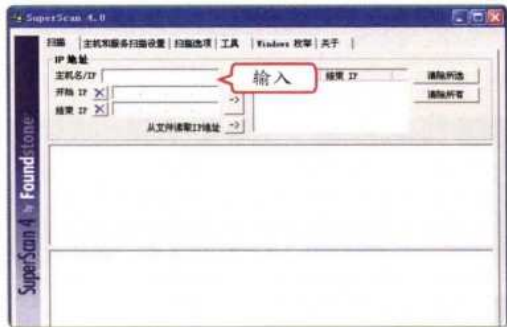 SuperScan 4.0
扫描 主机和服务扫描设置 扫描选项 工具 Windows 枚举 关于
IP 地址
主机名/IP
输入
结束 IP
清除所选
开始 IP X
->
清除所有
结束 IP X
从文件读取IP地址 ->
SuperScan 4 by Foundstone